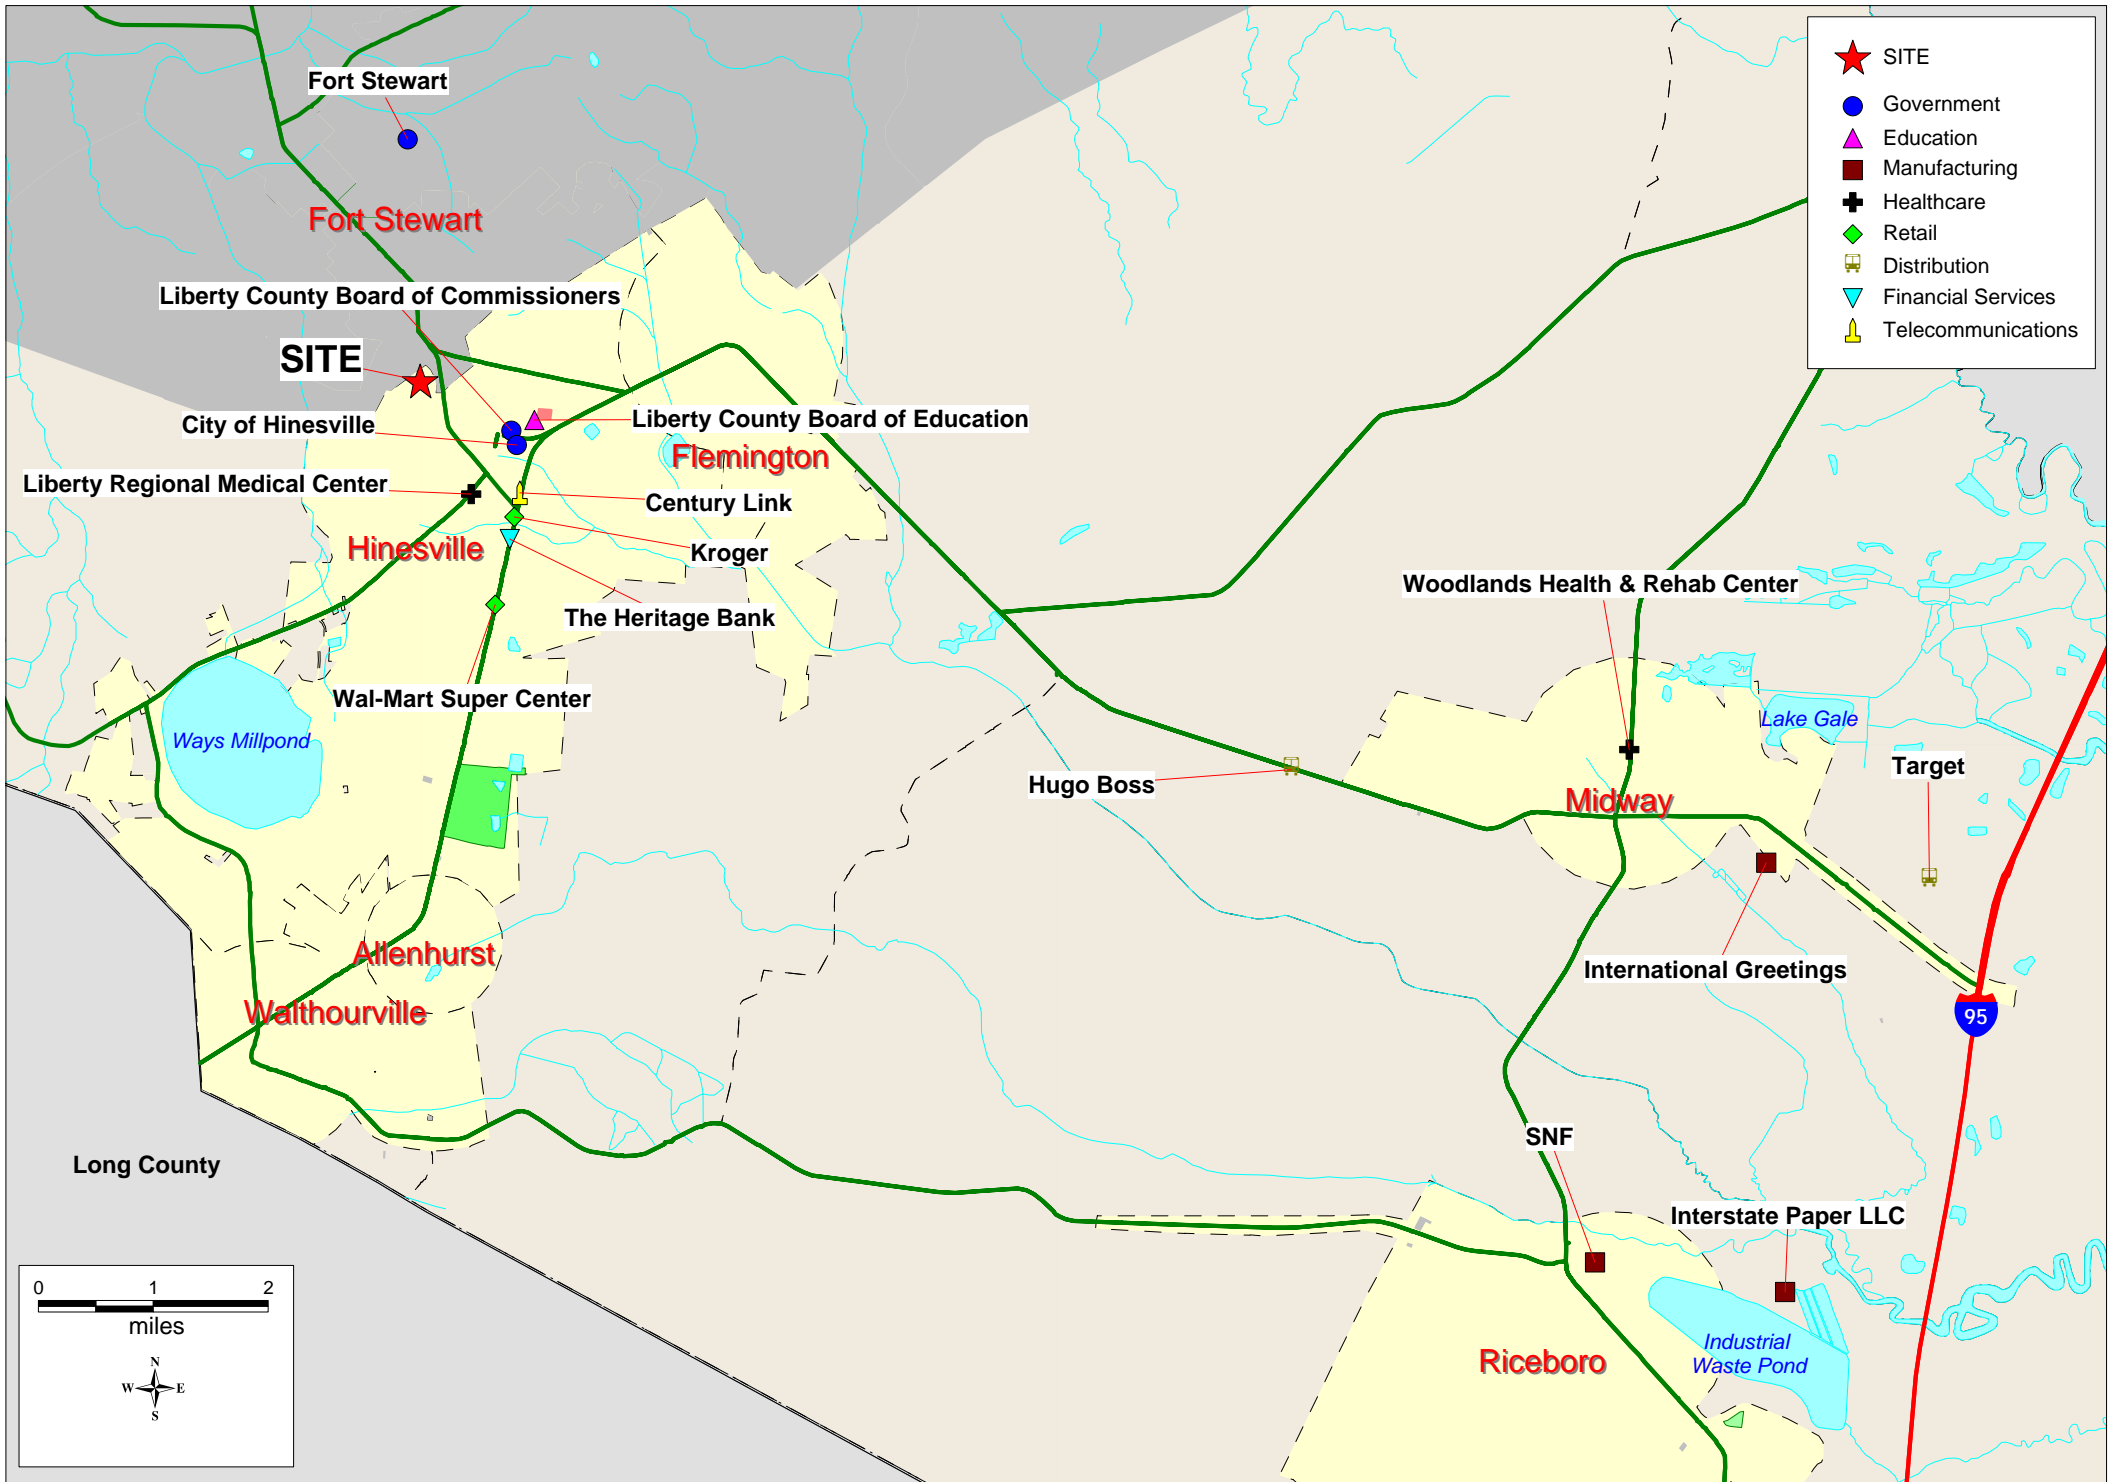 SITE
Government
Education
Manufacturing
Healthcare
Retail
Distribution
Financial Services
Telecommunications
Fort Stewart
Fort Stewart
Liberty County Board of Commissioners
SITE
City of Hinesville
Liberty County Board of Education
Flemington
Liberty Regional Medical Center
Century Link
Hinesville
Kroger
The Heritage Bank
Woodlands Health & Rehab Center
Wal-Mart Super Center
Ways Millpond
Lake Gale
Target
Hugo Boss
Midway
Allenhurst
International Greetings
Walthourville
95
SNF
Long County
Interstate Paper LLC
Industrial
Waste Pond
Riceboro
0 1 2
miles
N
W E
S